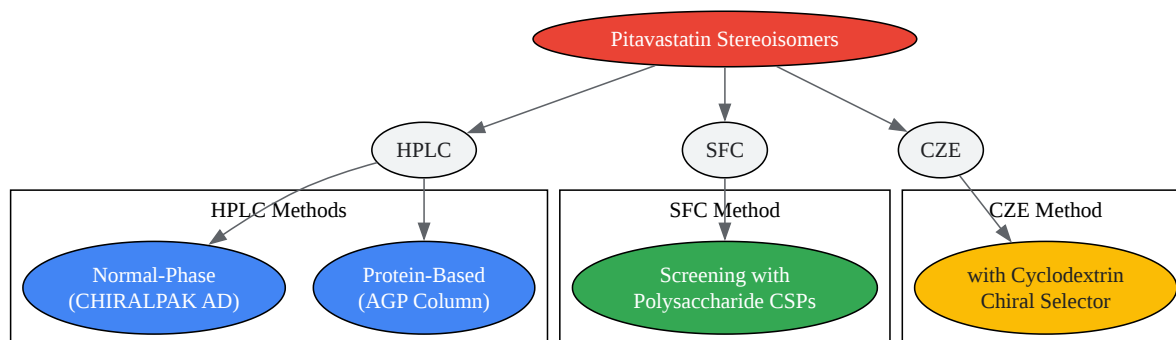 Pitavastatin Stereoisomers
HPLC
SFC
CZE
HPLC Methods
SFC Method
CZE Method
Normal-Phase
(CHIRALPAK AD)
Protein-Based
(AGP Column)
Screening with
Polysaccharide CSPs
with Cyclodextrin
Chiral Selector